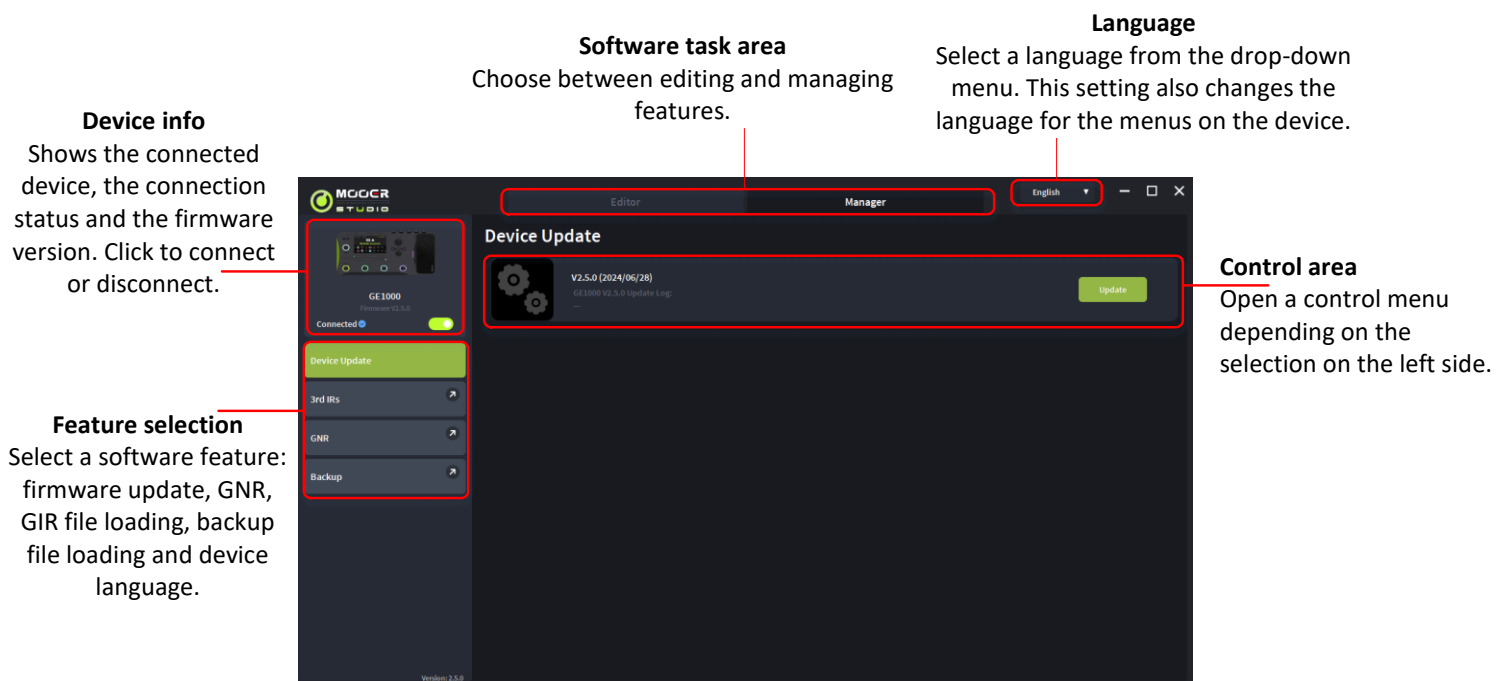 Language
Select a language from the drop-down
menu. This setting also changes the
language for the menus on the device.
Software task area
Choose between editing and managing
features.
Device info
Shows the connected
device, the connection
status and the firmware
version. Click to connect
or disconnect.
MOOER
STUDIO
Editor
Manager
English
GE1000
Firmware V2.5.0
Connected
Device Update
V2.5.0 (2024/06/28)
GE1000 V2.5.0 Update Log:
---
Update
Control area
Open a control menu
depending on the
selection on the left side.
Device Update
3rd IRs
GNR
Backup
Feature selection
Select a software feature:
firmware update, GNR,
GIR file loading, backup
file loading and device
language.
Version: 2.5.0